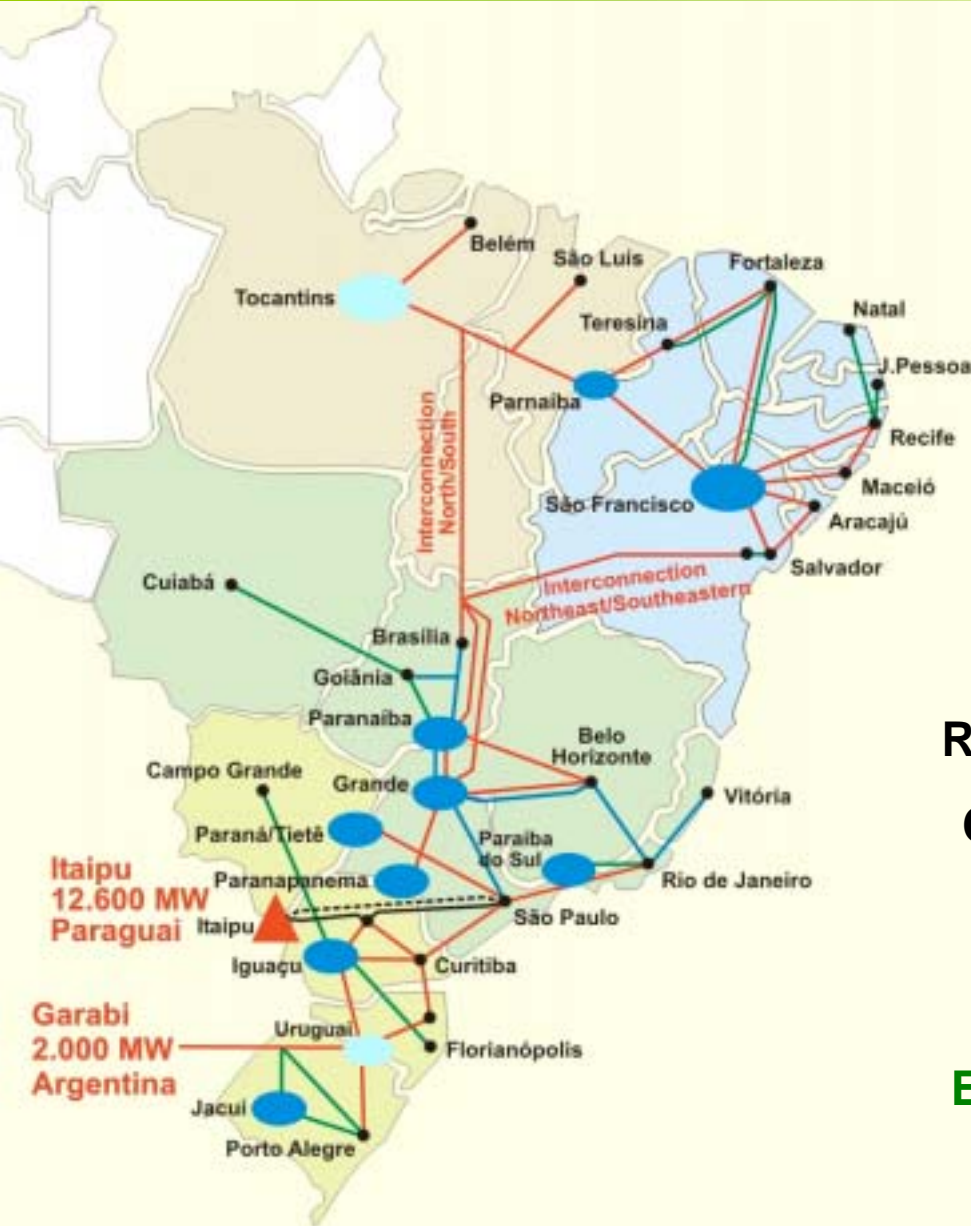 Belém
São Luis
Fortaleza
Tocantins
Natal
Teresina
J.Pessoa
Parnaiba
Recife
Interconnection
North/South
Maceió
São Francisco
Aracajú
Salvador
Interconnection
Northeast/Southeastern
Cuiabá
Brasília
Goiânia
Paranaíba
Belo
Horizonte
R
Campo Grande
Grande
Vitória
Paraná/Tietê
Paraiba
do Sul
Itaipu
12.600 MW
Paraguai
Paranapanema
Rio de Janeiro
Itaipu
São Paulo
Iguaçu
Curitiba
Garabi
2.000 MW
Argentina
Uruguai
Florianópolis
Jacui
Porto Alegre